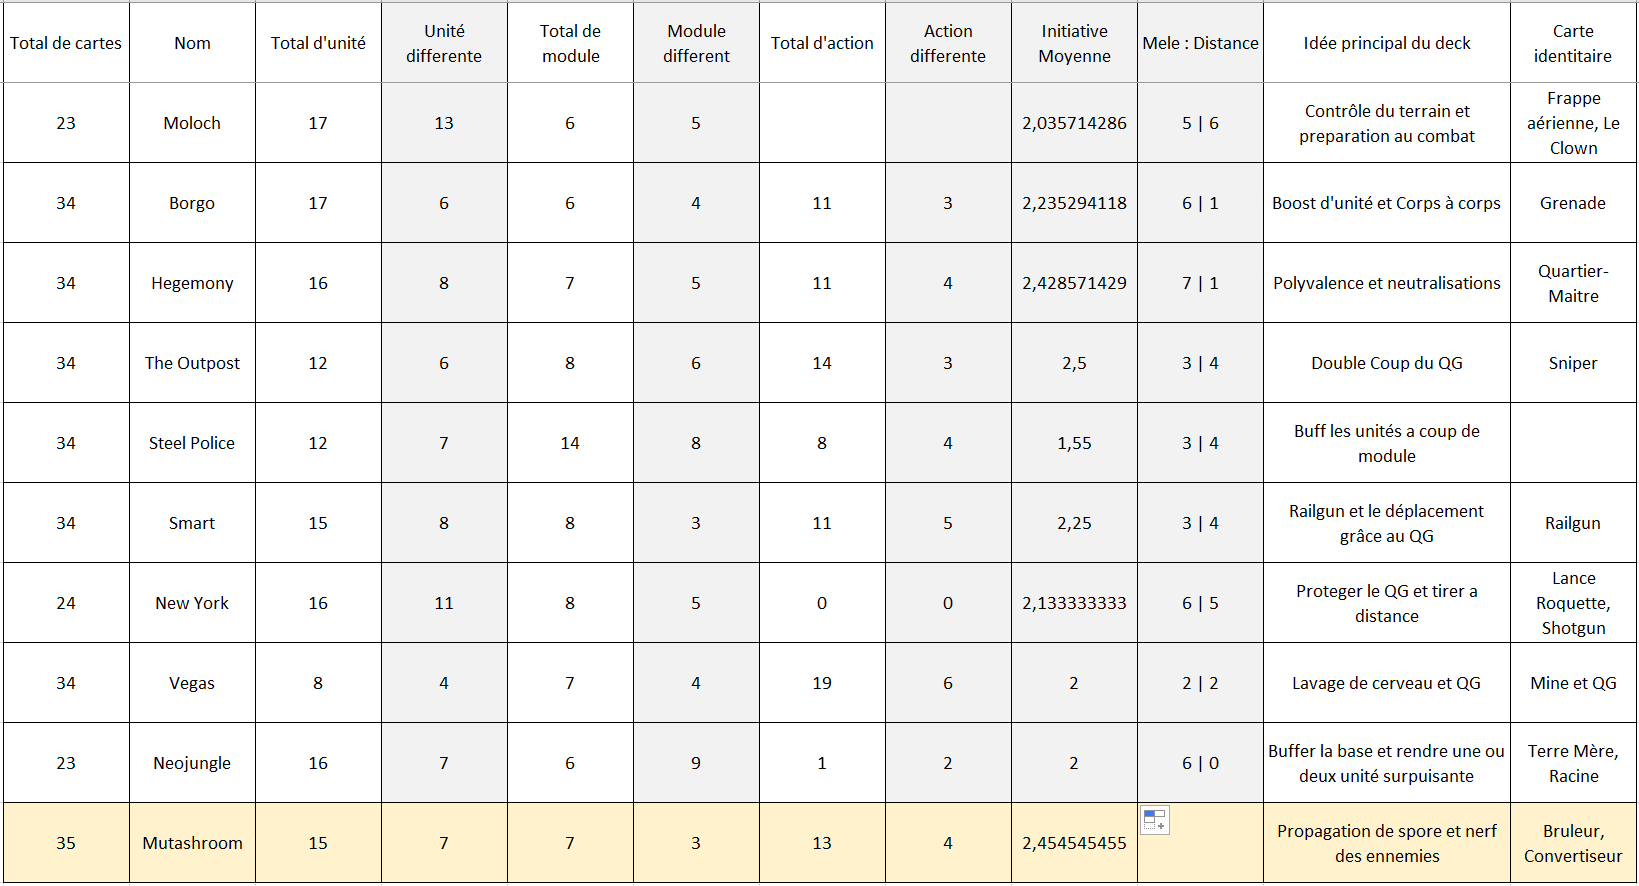 Total de cartes Nom Total d'unité Unité differente Total de module Module different Total d'action Action differente Initiative Moyenne Mele : Distance Idée principal du deck Carte identitaire
23 Moloch 17 13 6 5 2,035714286 5 | 6 Contrôle du terrain et preparation au combat Frappe aérienne, Le Clown
34 Borgo 17 6 6 4 11 3 2,235294118 6 | 1 Boost d'unité et Corps à corps Grenade
34 Hegemony 16 8 7 5 11 4 2,428571429 7 | 1 Polyvalence et neutralisations Quartier-Maitre
34 The Outpost 12 6 8 6 14 3 2,5 3 | 4 Double Coup du QG Sniper
34 Steel Police 12 7 14 8 8 4 1,55 3 | 4 Buff les unités a coup de module
34 Smart 15 8 8 3 11 5 2,25 3 | 4 Railgun et le déplacement grâce au QG Railgun
24 New York 16 11 8 5 0 0 2,133333333 6 | 5 Proteger le QG et tirer a distance Lance Roquette, Shotgun
34 Vegas 8 4 7 4 19 6 2 2 | 2 Lavage de cerveau et QG Mine et QG
23 Neojungle 16 7 6 9 1 2 2 6 | 0 Buffer la base et rendre une ou deux unité surpuisante Terre Mère, Racine
35 Mutashroom 15 7 7 3 13 4 2,454545455 Propagation de spore et nerf des ennemies Bruleur, Convertiseur